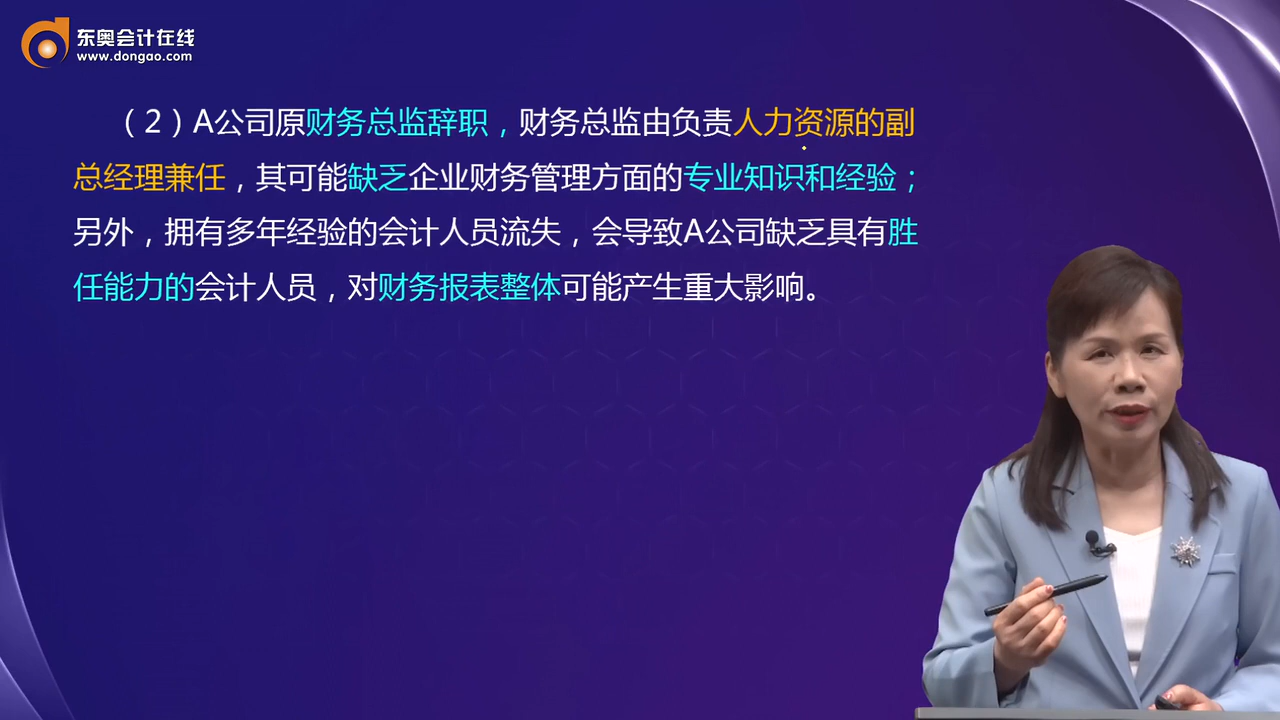 东奥会计在线
www.dongao.com
（2）A公司原财务总监辞职，财务总监由负责人力资源的副
总经理兼任，其可能缺乏企业财务管理方面的专业知识和经验；
另外，拥有多年经验的会计人员流失，会导致A公司缺乏具有胜
任能力的会计人员，对财务报表整体可能产生重大影响。